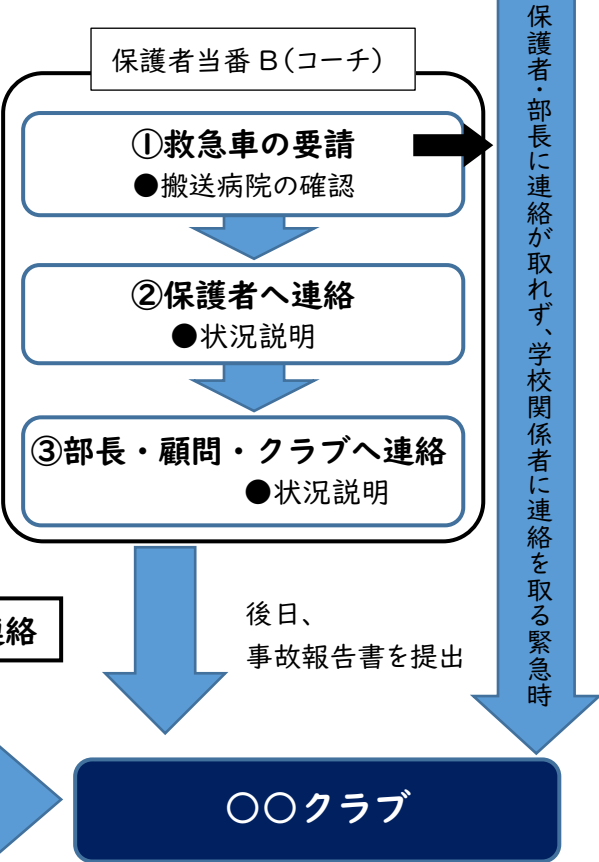 保護者当番B（コーチ）
①救急車の要請
●搬送病院の確認
②保護者へ連絡
●状況説明
③部長・顧問・クラブへ連絡
●状況説明
保護者・部長に連絡が取れず、学校関係者に連絡を取る緊急時
絡
後日、
事故報告書を提出
〇〇クラブ